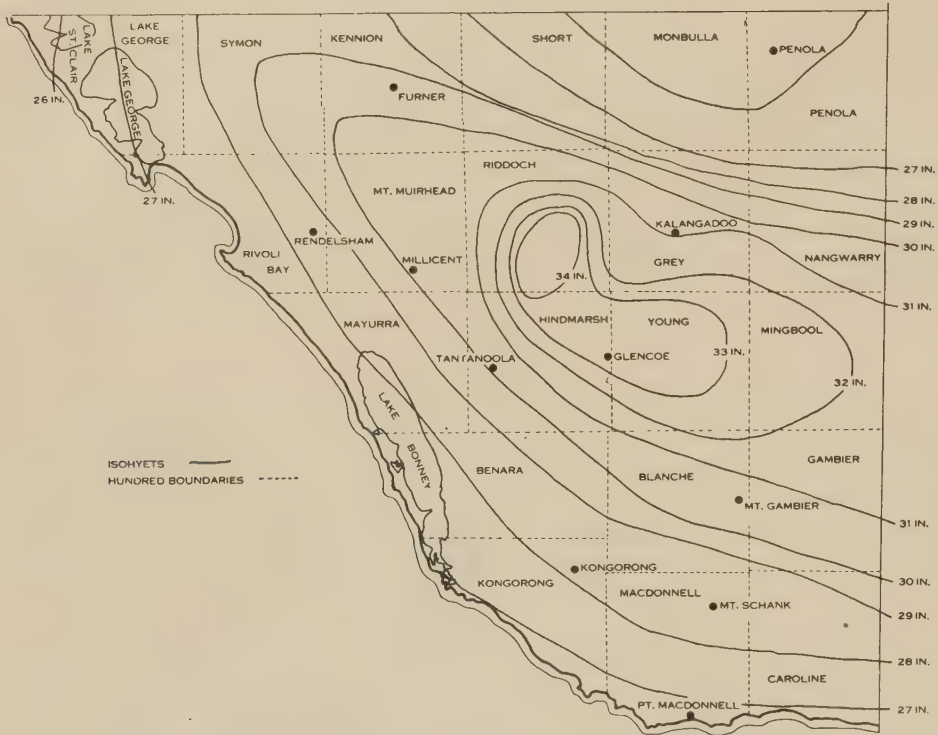 LAKE
ST. CLAIR
LAKE
GEORGE
LAKE GEORGE
SYMON
KENNION
SHORT
MONBULLA
PENOLA
26 IN.
FURNER
PENOLA
27 IN.
27 IN.
RIDDOCH
MT. MUIRHEAD
28 IN.
29 IN.
KALANGADOO
30 IN.
RENDELSHAM
RIVOLI
BAY
MILLICENT
GREY
NANGWARRY
34 IN.
31 IN.
MAYURRA
HINDMARSH
YOUNG
MINGBOOL
TANTANOOLA
GLENCOE
33 IN.
32 IN.
LAKE
BONNEY
ISOHYETS
HUNDRED BOUNDARIES
BENARA
BLANCHE
GAMBIER
MT. GAMBIER
31 IN.
KONGORONG
KONGORONG
MACDONNELL
30 IN.
MT. SCHANK
29 IN.
28 IN.
CAROLINE
PT. MACDONNELL
27 IN.